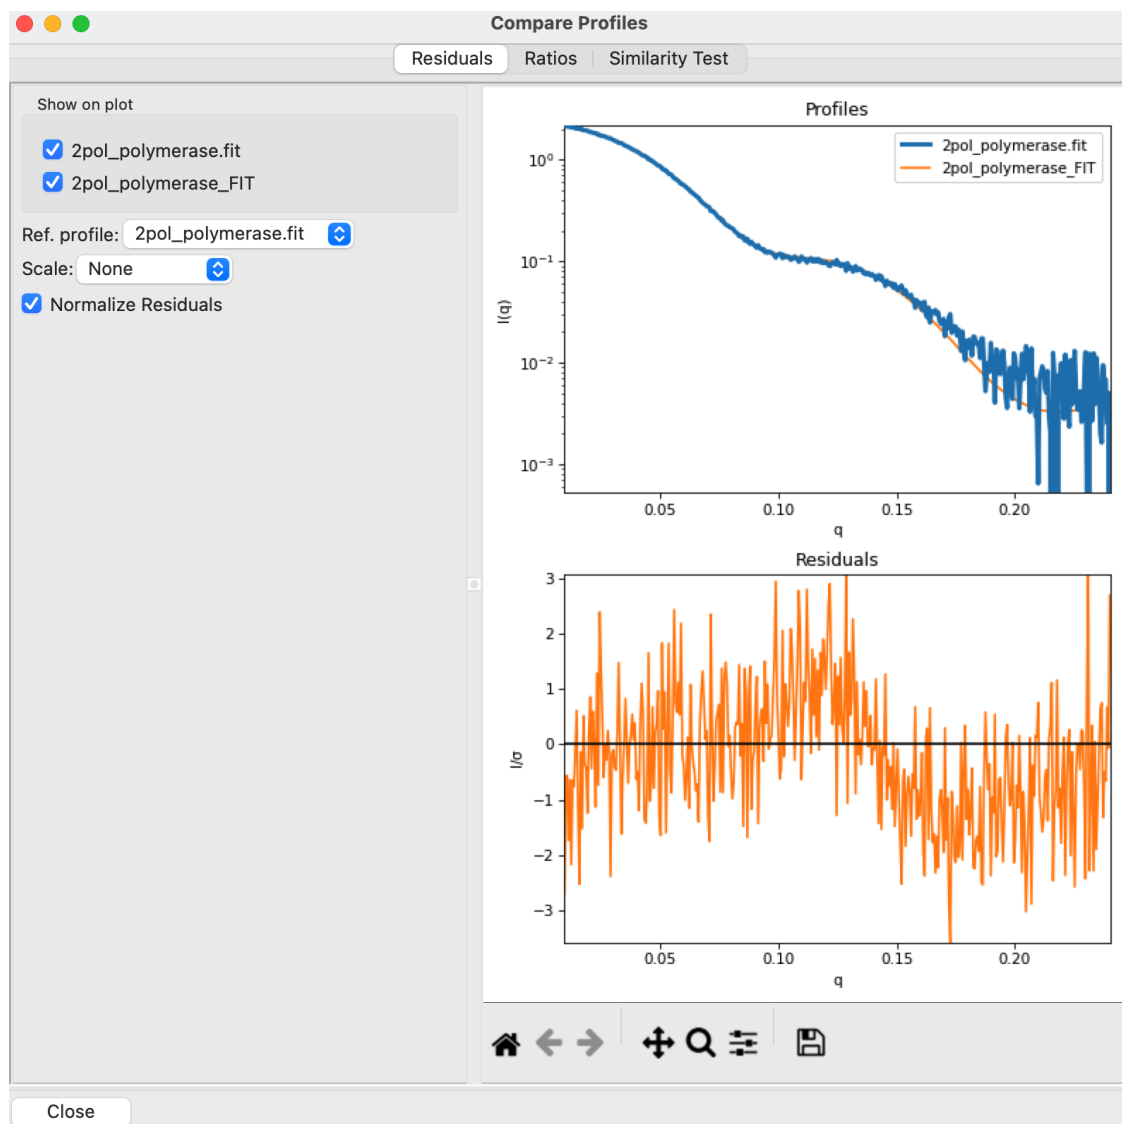 Compare Profiles
Residuals Ratios Similarity Test
Show on plot
2pol_polymerase.fit
2pol_polymerase_FIT
Ref. profile: 2pol_polymerase.fit
Scale: None
Normalize Residuals
Profiles
2pol_polymerase.fit
2pol_polymerase_FIT
10⁰
10⁻¹
10⁻²
10⁻³
I(q)
0.05 0.10 0.15 0.20
q
Residuals
3
2
1
0
−1
−2
−3
I/σ
0.05 0.10 0.15 0.20
q
Close